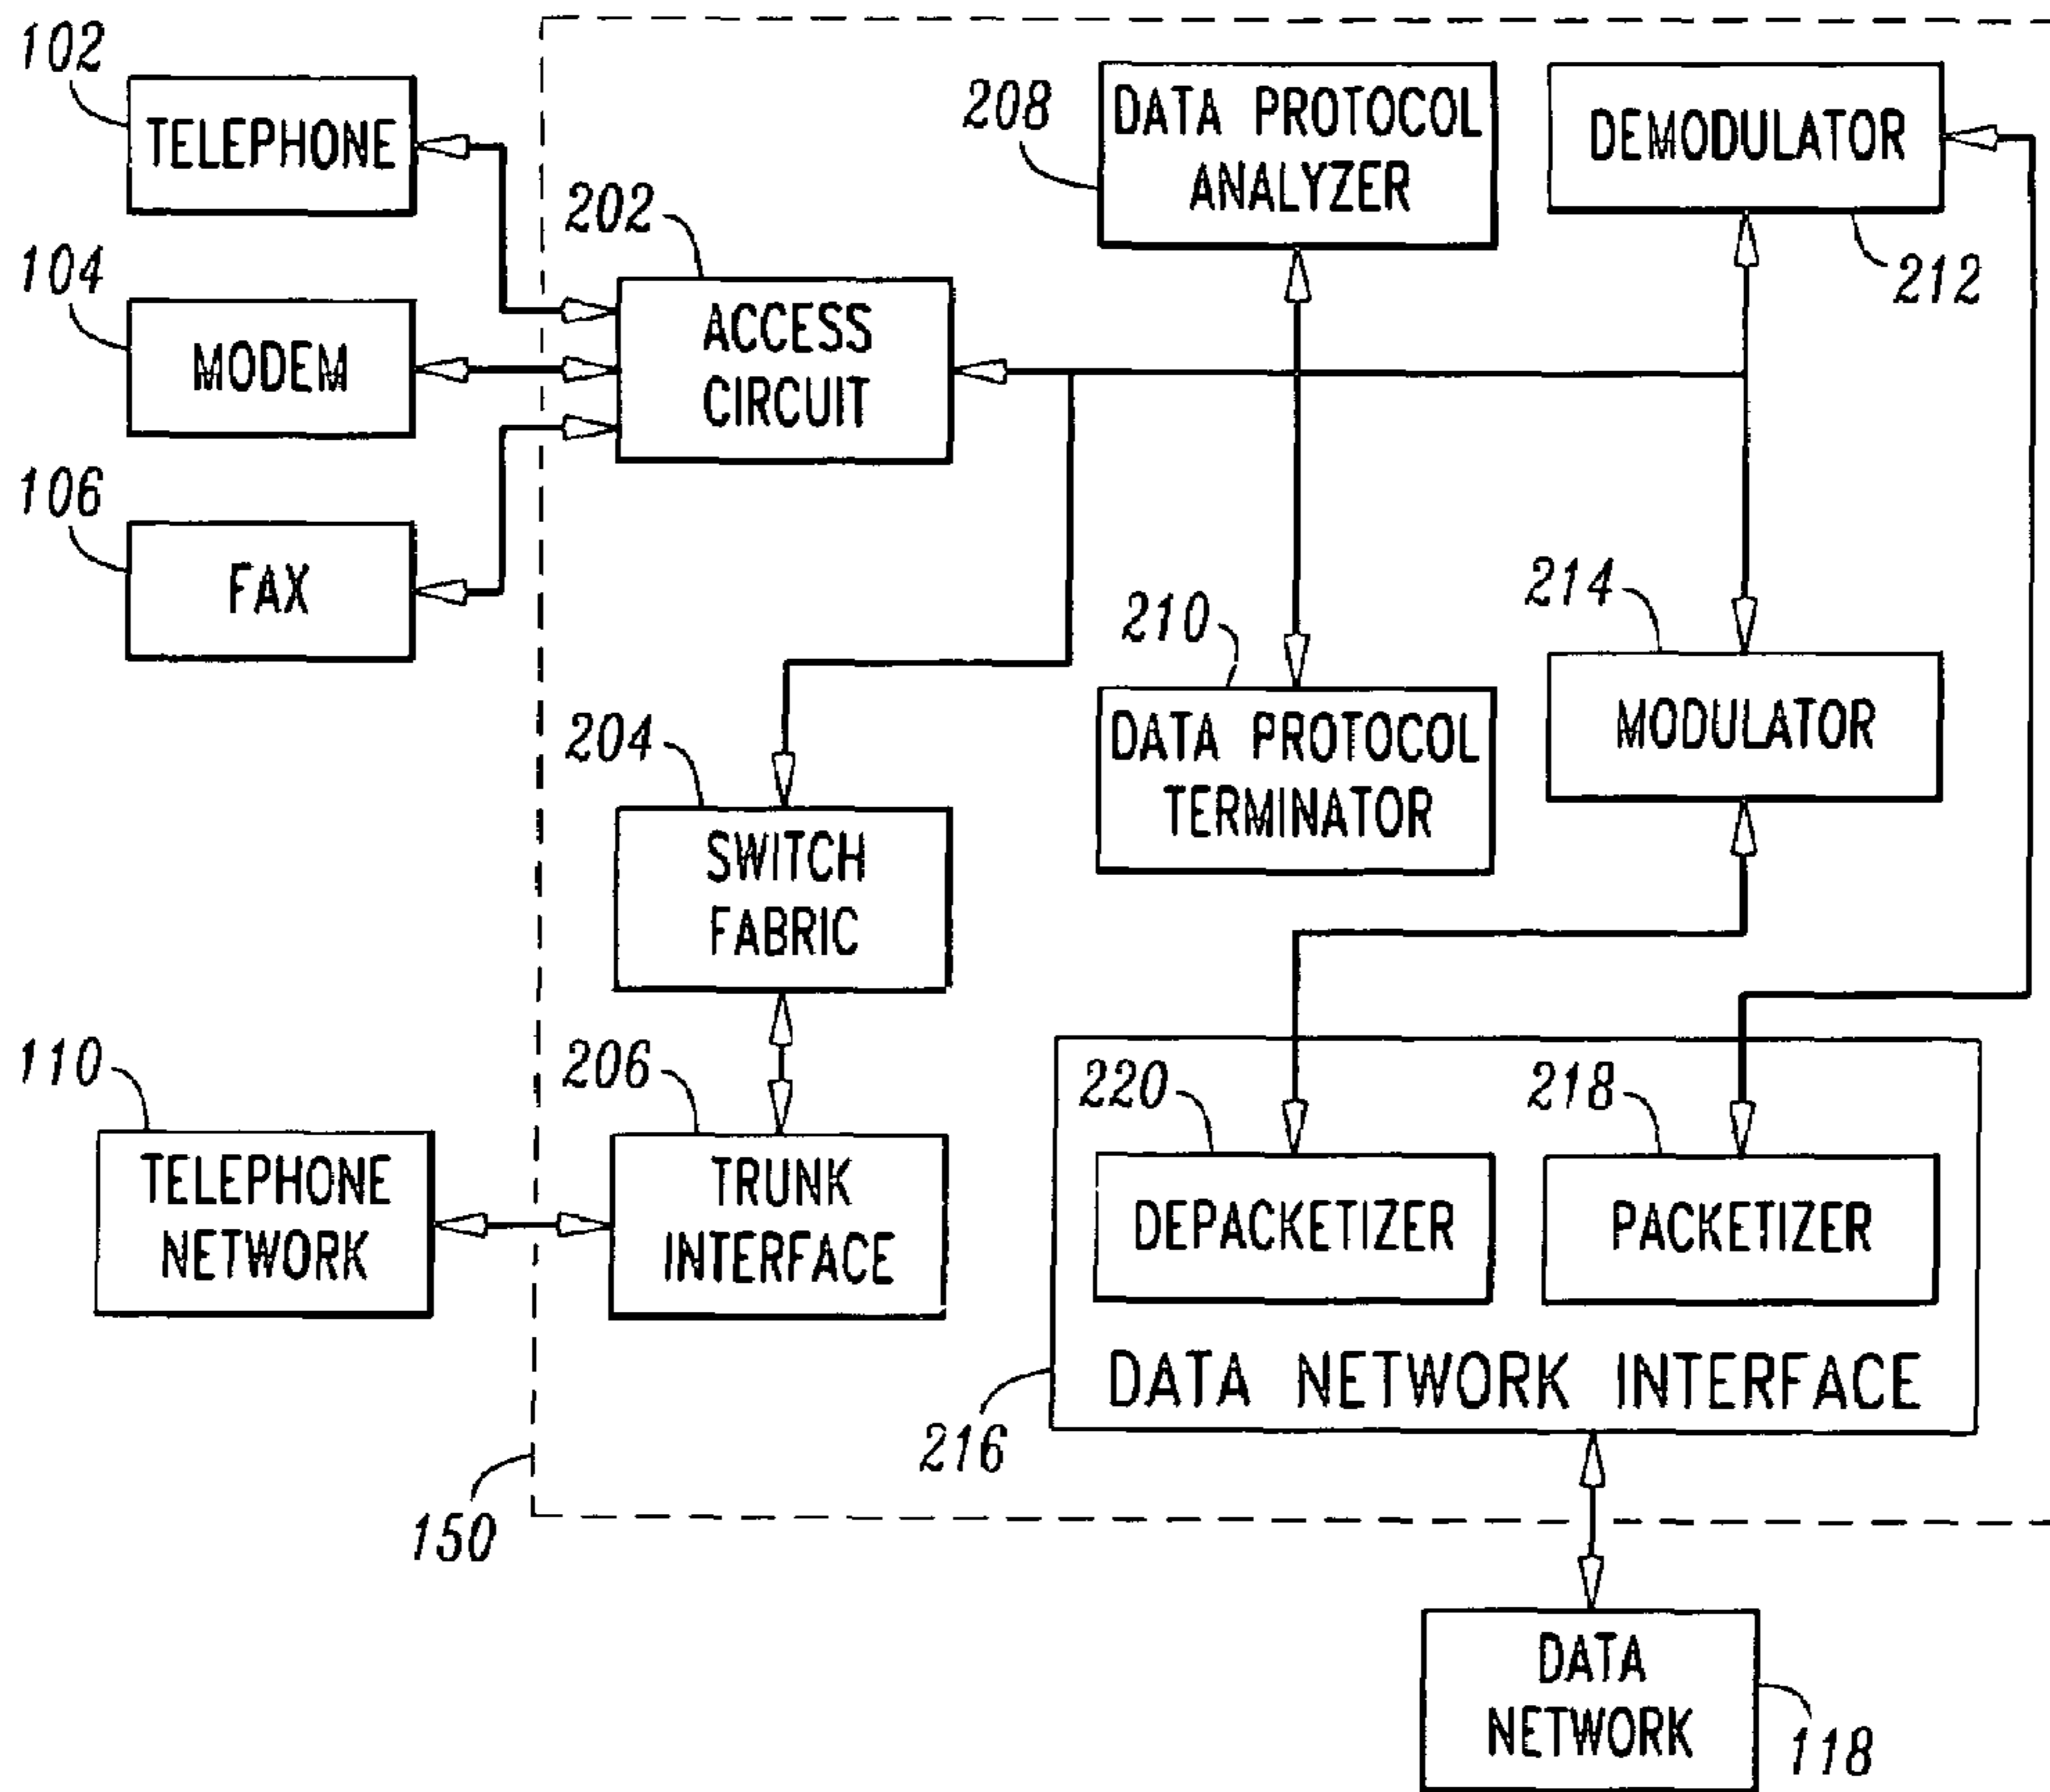 102
TELEPHONE
104
MODEM
106
FAX
202
ACCESS
CIRCUIT
208
DATA PROTOCOL
ANALYZER
DEMODULATOR
212
210
DATA PROTOCOL
TERMINATOR
214
MODULATOR
204
SWITCH
FABRIC
110
TELEPHONE
NETWORK
206
TRUNK
INTERFACE
220
DEPACKETIZER
218
PACKETIZER
DATA NETWORK INTERFACE
216
150
DATA
NETWORK
118